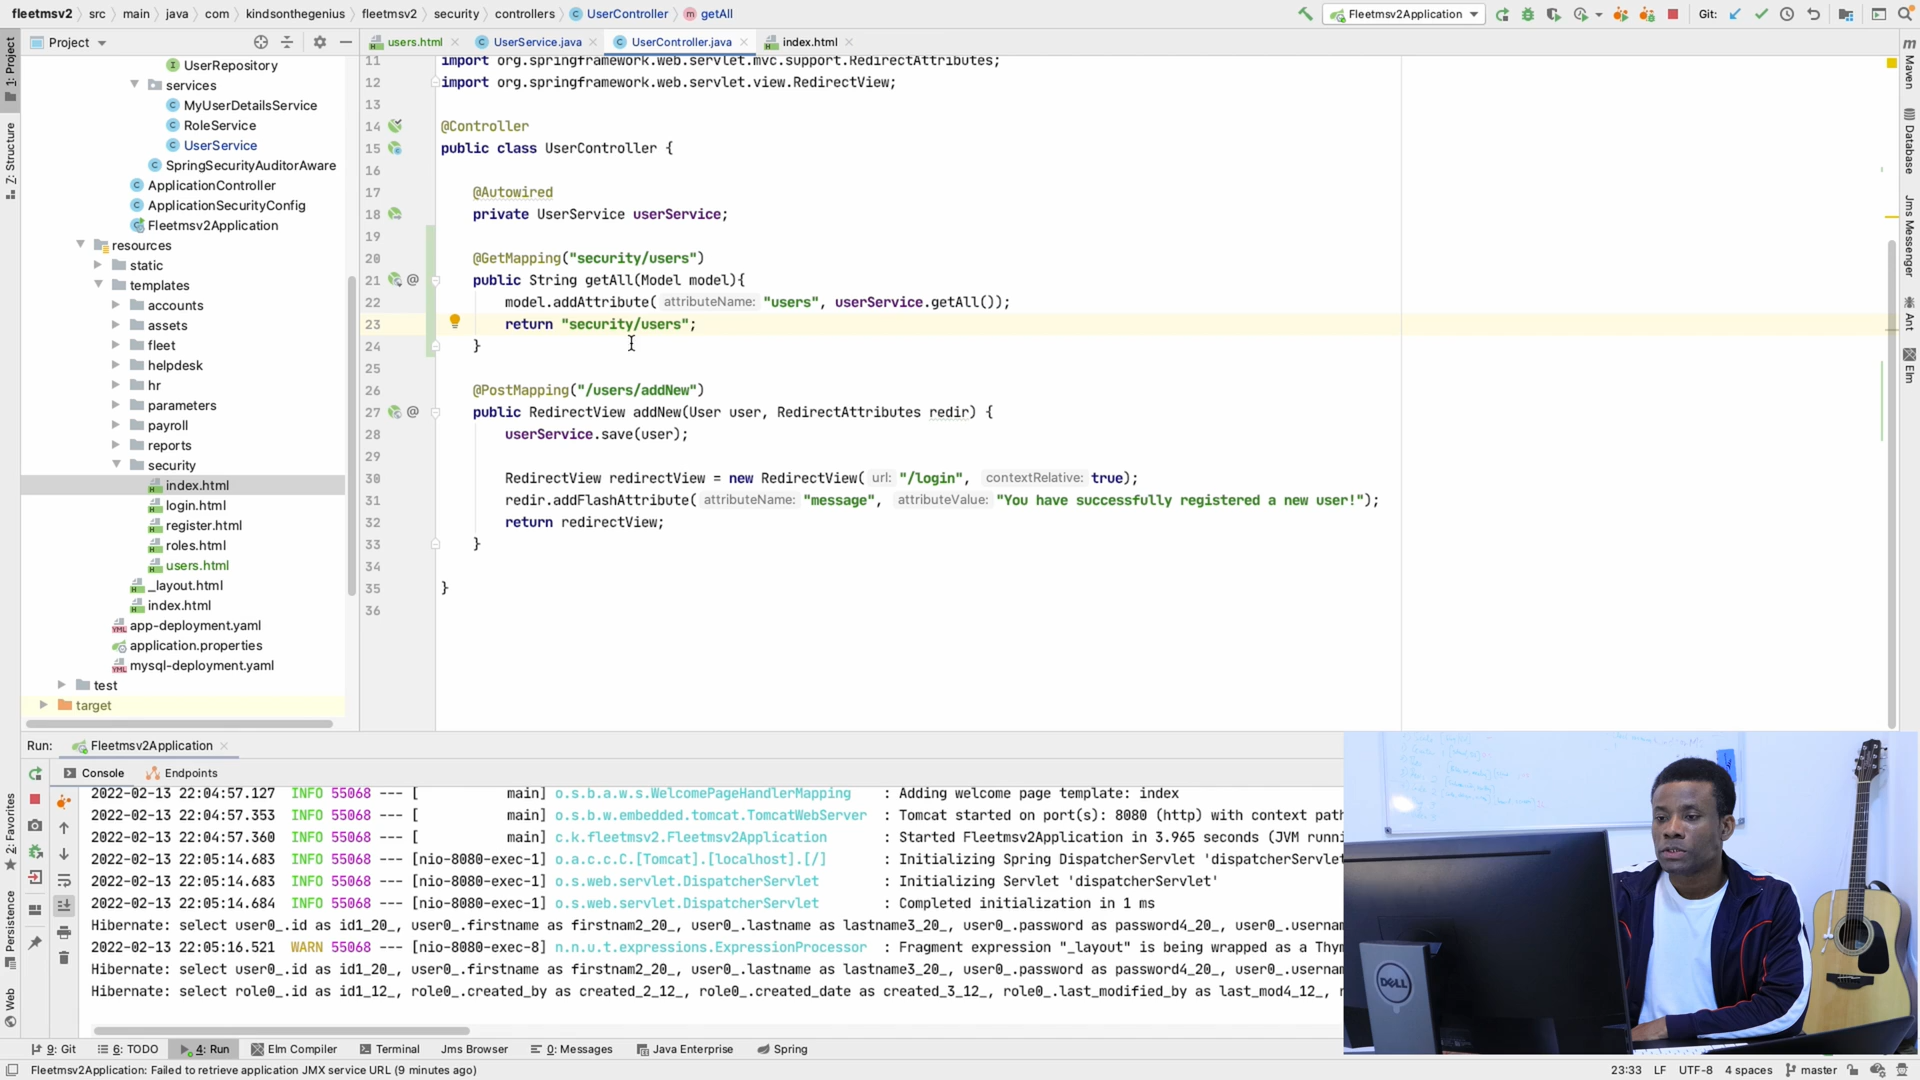 fleetmsv2 src main java com kindsonthegenius fleetmsv2 security controllers UserController getAll
Fleetmsv2Application
Git:
Project
users.html
UserService.java
UserController.java
index.html
1: Project
Z: Structure
2: Favorites
Persistence
Web
UserRepository
services
MyUserDetailsService
RoleService
UserService
SpringSecurityAuditorAware
ApplicationController
ApplicationSecurityConfig
Fleetmsv2Application
resources
static
templates
accounts
assets
fleet
helpdesk
hr
parameters
payroll
reports
security
index.html
login.html
register.html
roles.html
users.html
_layout.html
index.html
app-deployment.yaml
application.properties
mysql-deployment.yaml
test
target
11 import org.springframework.web.servlet.mvc.support.RedirectAttributes;
12 import org.springframework.web.servlet.view.RedirectView;
13
14 @Controller
15 public class UserController {
16
17 @Autowired
18 private UserService userService;
19
20 @GetMapping("security/users")
21 public String getAll(Model model){
22 model.addAttribute( attributeName: "users", userService.getAll());
23 return "security/users";
24 }
25
26 @PostMapping("/users/addNew")
27 public RedirectView addNew(User user, RedirectAttributes redir) {
28 userService.save(user);
29
30 RedirectView redirectView = new RedirectView( url: "/login", contextRelative: true);
31 redir.addFlashAttribute( attributeName: "message", attributeValue: "You have successfully registered a new user!");
32 return redirectView;
33 }
34
35 }
36
Maven
Database
Jms Messenger
Ant
Elm
Run: Fleetmsv2Application
Console Endpoints
2022-02-13 22:04:57.127 INFO 55068 --- [ main] o.s.b.a.w.s.WelcomePageHandlerMapping : Adding welcome page template: index
2022-02-13 22:04:57.353 INFO 55068 --- [ main] o.s.b.w.embedded.tomcat.TomcatWebServer : Tomcat started on port(s): 8080 (http) with context pat
2022-02-13 22:04:57.360 INFO 55068 --- [ main] c.k.fleetmsv2.Fleetmsv2Application : Started Fleetmsv2Application in 3.965 seconds (JVM runni
2022-02-13 22:05:14.683 INFO 55068 --- [nio-8080-exec-1] o.a.c.c.C.[Tomcat].[localhost].[/] : Initializing Spring DispatcherServlet 'dispatcherServlet
2022-02-13 22:05:14.683 INFO 55068 --- [nio-8080-exec-1] o.s.web.servlet.DispatcherServlet : Initializing Servlet 'dispatcherServlet'
2022-02-13 22:05:14.684 INFO 55068 --- [nio-8080-exec-1] o.s.web.servlet.DispatcherServlet : Completed initialization in 1 ms
Hibernate: select user0_.id as id1_20_, user0_.firstname as firstnam2_20_, user0_.lastname as lastname3_20_, user0_.password as password4_20_, user0_.usernam
2022-02-13 22:05:16.521 WARN 55068 --- [nio-8080-exec-8] n.n.u.t.expressions.ExpressionProcessor : Fragment expression "_layout" is being wrapped as a Thym
Hibernate: select user0_.id as id1_20_, user0_.firstname as firstnam2_20_, user0_.lastname as lastname3_20_, user0_.password as password4_20_, user0_.usernam
Hibernate: select role0_.id as id1_12_, role0_.created_by as created_2_12_, role0_.created_date as created_3_12_, role0_.last_modified_by as last_mod4_12_, r
DELL
9: Git 6: TODO 4: Run Elm Compiler Terminal Jms Browser 0: Messages Java Enterprise Spring
Fleetmsv2Application: Failed to retrieve application JMX service URL (9 minutes ago)
23:33 LF UTF-8 4 spaces master